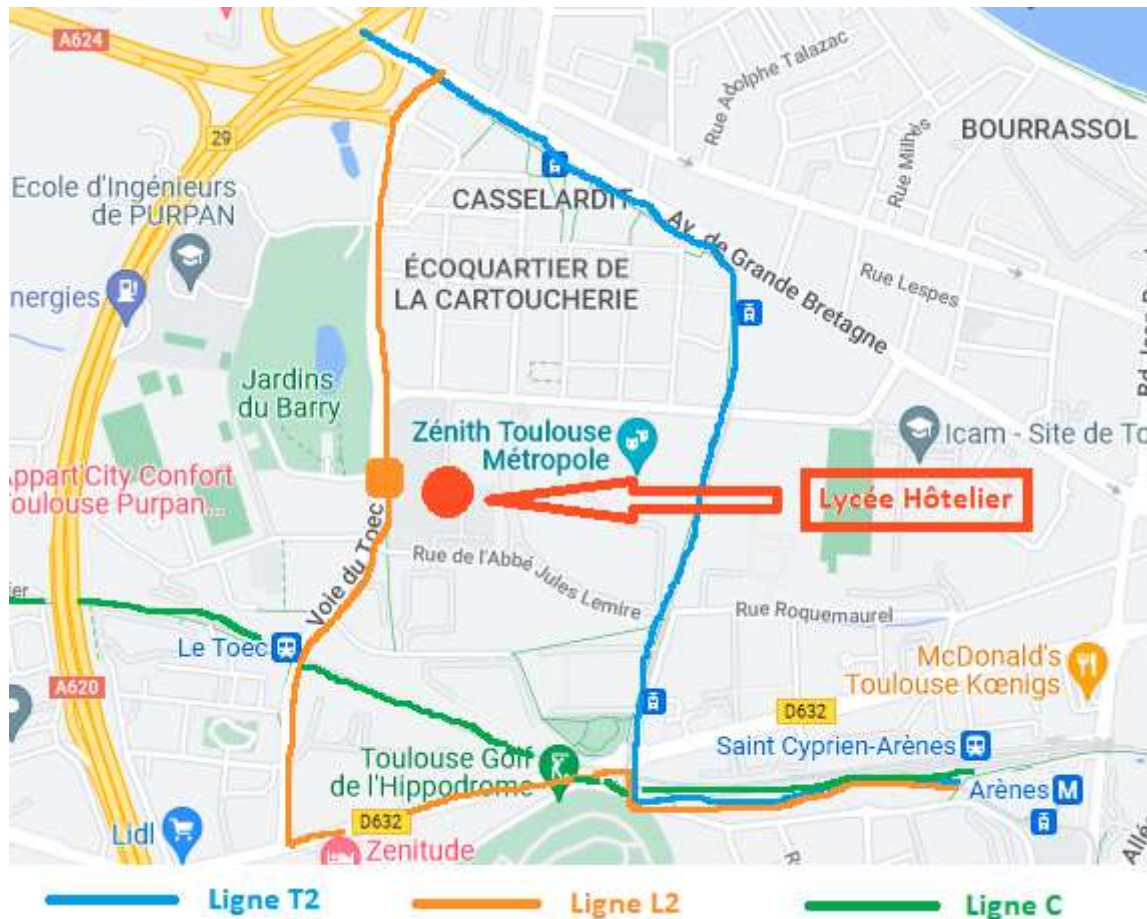 A624
Rue Adolphe Talazac
29
BOURRASSOL
Rue Milhès
Ecole d'Ingénieurs
de PURPAN
CASSELARDIT
Av. de Grande Bretagne
ÉCOQUARTIER DE
LA CARTOUCHERIE
Rue Lespes
nergies
Jardins
du Barry
Zénith Toulouse
Métropole
Icam - Site de To
Appart'City Confort
oulouse Purpan...
Lycée Hôtelier
Voie du Toec
Rue de l'Abbé Jules Lemire
ier
Rue Roquemaurel
Le Toec
McDonald's
Toulouse Kœnigs
A620
D632
Saint Cyprien-Arènes
Toulouse Golf
de l'Hippodrome
Arènes M
D632
Lidl
Zenitude
Allé
Ligne T2
Ligne L2
Ligne C